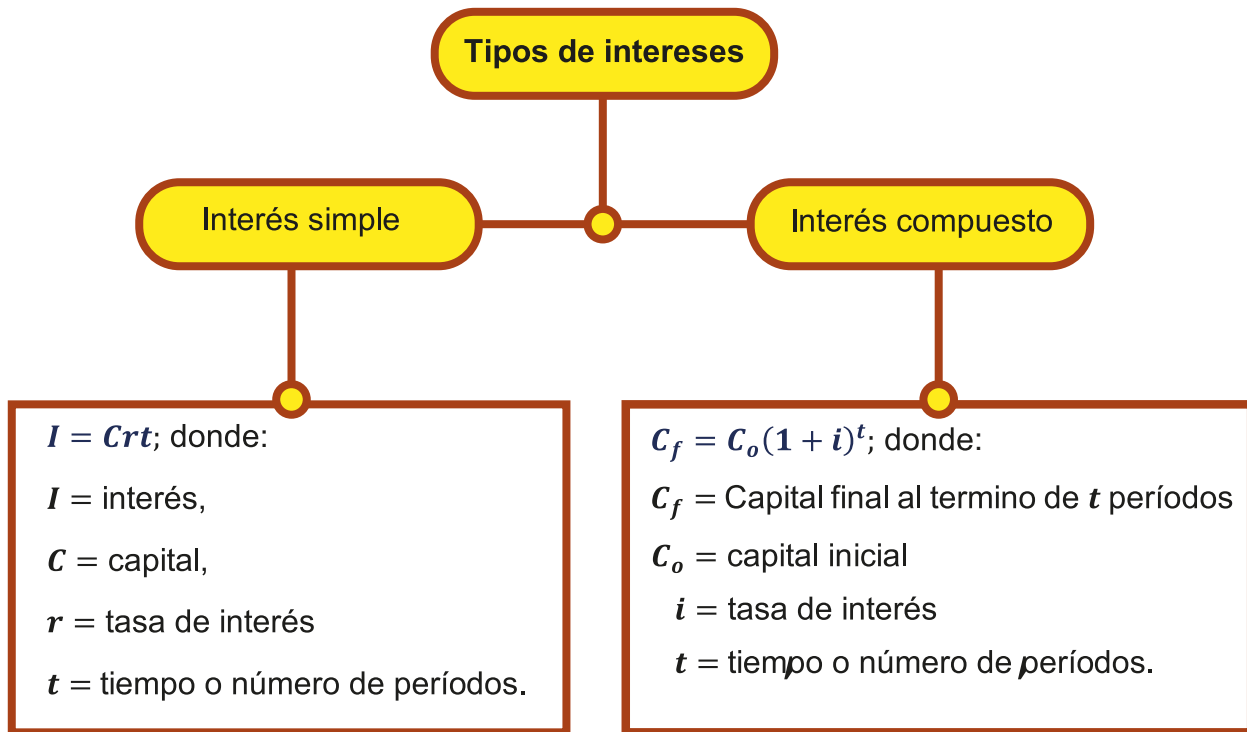 Tipos de intereses
Interés simple
Interés compuesto
I = Crt; donde:
I = interés,
C = capital,
r = tasa de interés
t = tiempo o número de períodos.
C_f = C_o(1 + i)^t; donde:
C_f = Capital final al termino de t períodos
C_o = capital inicial
i = tasa de interés
t = tiempo o número de períodos.